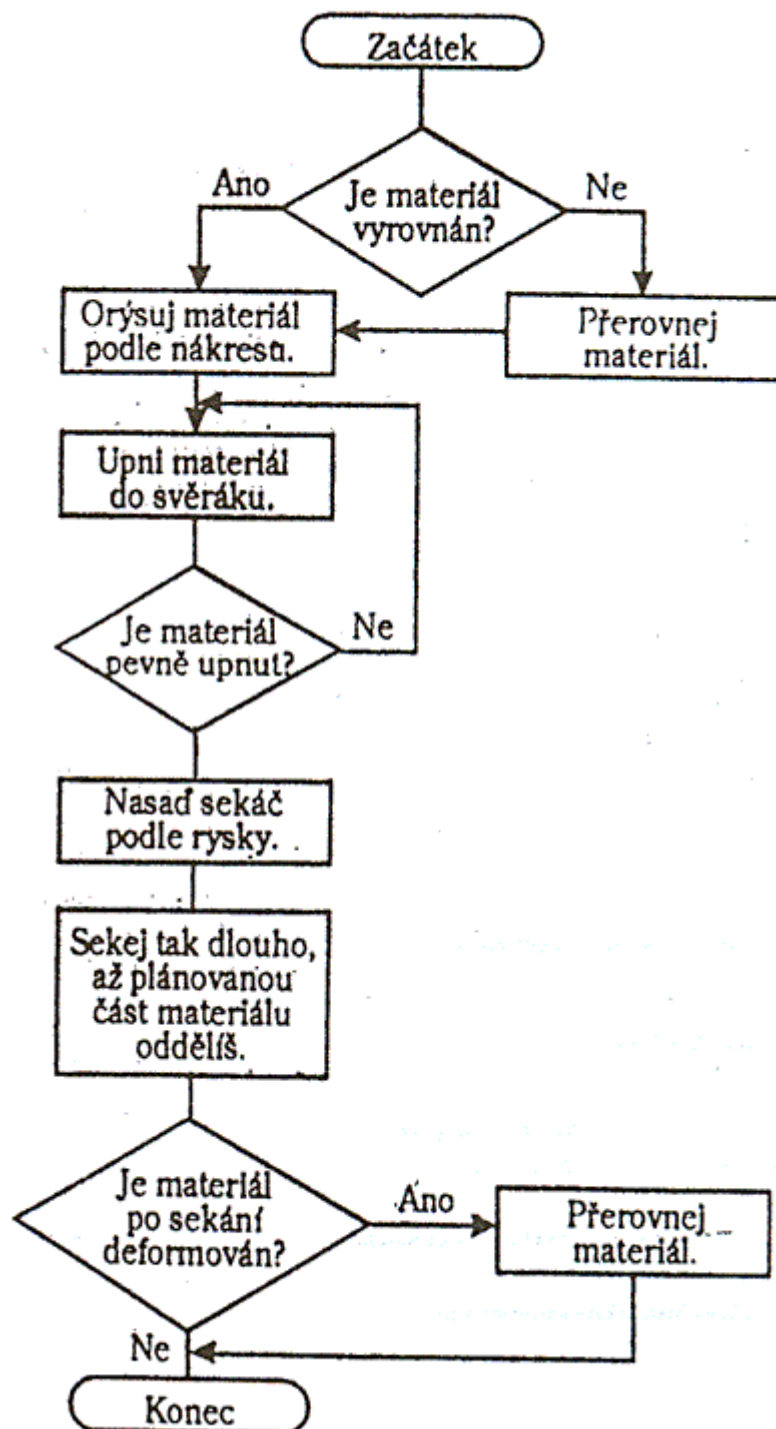 Začátek
Je materiál
vyrovnán?
Ano
Ne
Orýsuj materiál
podle nákresu.
Přerovnej
materiál.
Upni materiál
do svěráku.
Je materiál
pevně upnut?
Ne
Nasaď sekáč
podle rysky.
Sekej tak dlouho,
až plánovanou
část materiálu
oddělíš.
Je materiál
po sekání
deformován?
Ano
Přerovnej
materiál.
Ne
Konec